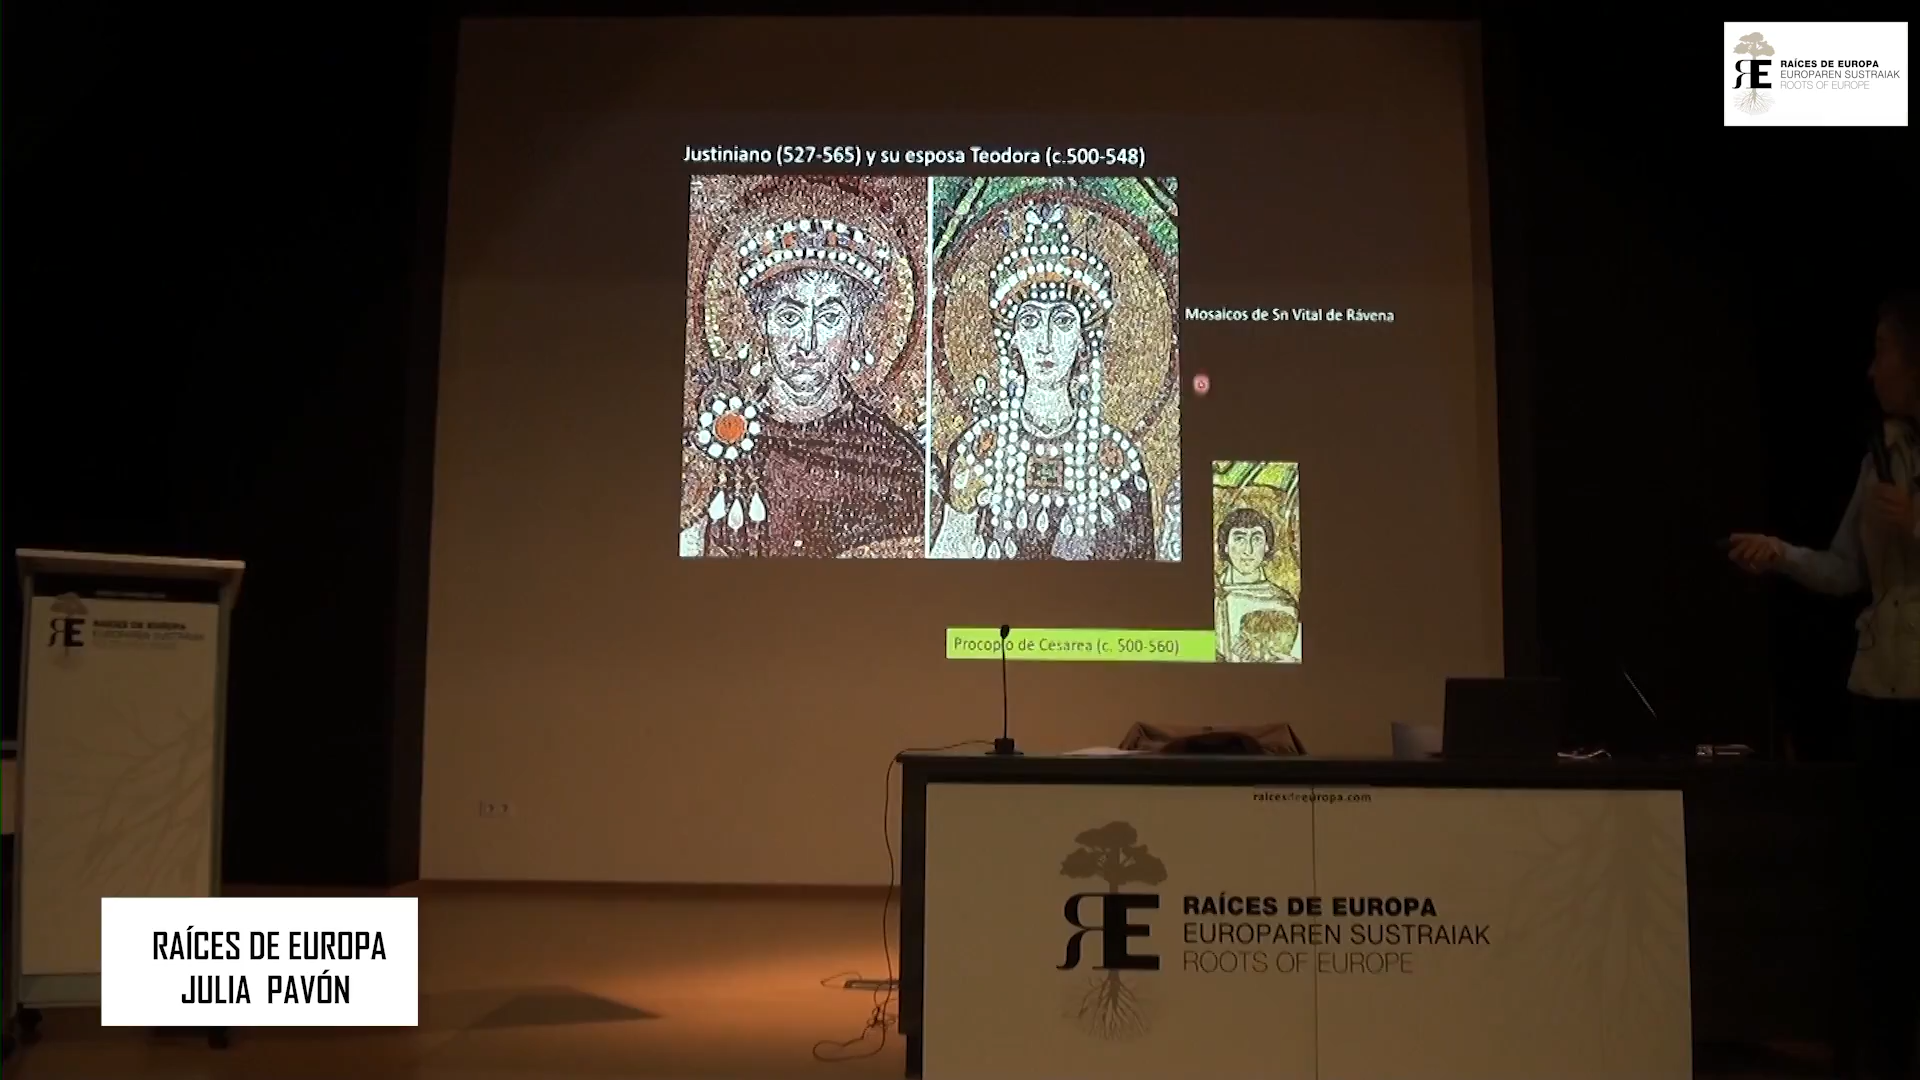 RAÍCES DE EUROPA
EUROPAREN SUSTRAIAK
ROOTS OF EUROPE
Justiniano (527-565) y su esposa Teodora (c.500-548)
Mosaicos de Sn Vital de Rávena
Procopio de Cesarea (c. 500-560)
RAÍCES DE EUROPA
EUROPAREN SUSTRAIAK
raicesdeeuropa.com
RAÍCES DE EUROPA
EUROPAREN SUSTRAIAK
ROOTS OF EUROPE
RAÍCES DE EUROPA
JULIA PAVÓN